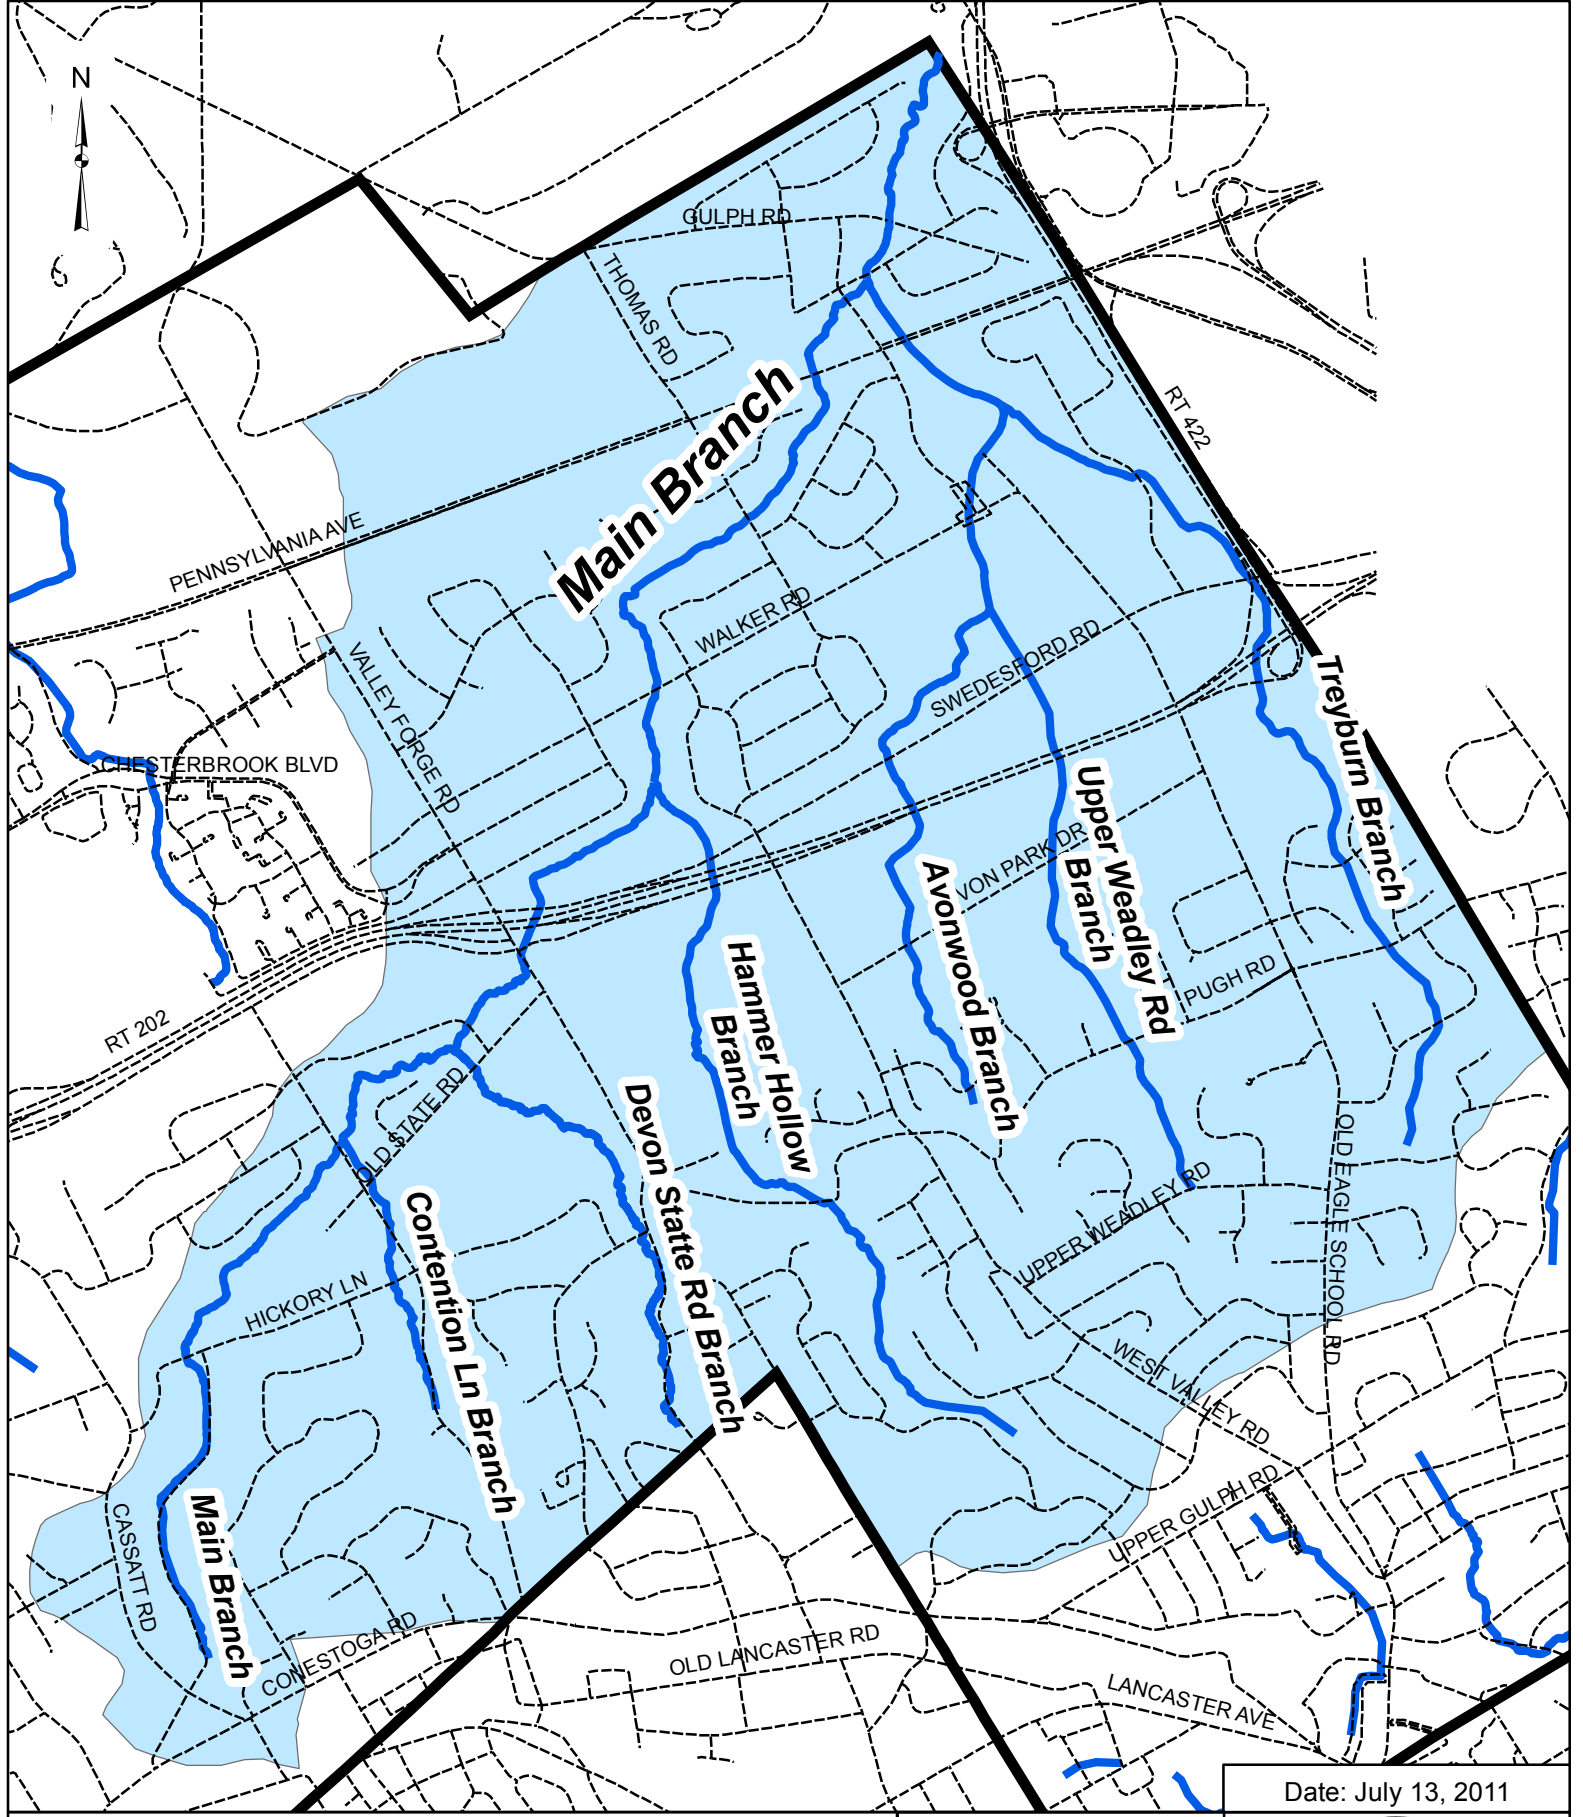 N
GULPH RD
THOMAS RD
Main Branch
RT 422
PENNSYLVANIA AVE
WALKER RD
SWEDESFORD RD
VALLEY FORGE RD
CHESTERBROOK BLVD
Treyburn Branch
Upper Weadley Rd
Branch
VON PARK DR
Avonwood Branch
Hammer Hollow
Branch
PUGH RD
RT 202
OLD STATE RD
Devon Statte Rd Branch
Contention Ln Branch
OLD EAGLE SCHOOL RD
UPPER WEADLEY RD
HICKORY LN
WEST VALLEY RD
UPPER GULPH RD
Main Branch
CASSATT RD
CONESTOGA RD
OLD LANCASTER RD
LANCASTER AVE
Date: July 13, 2011